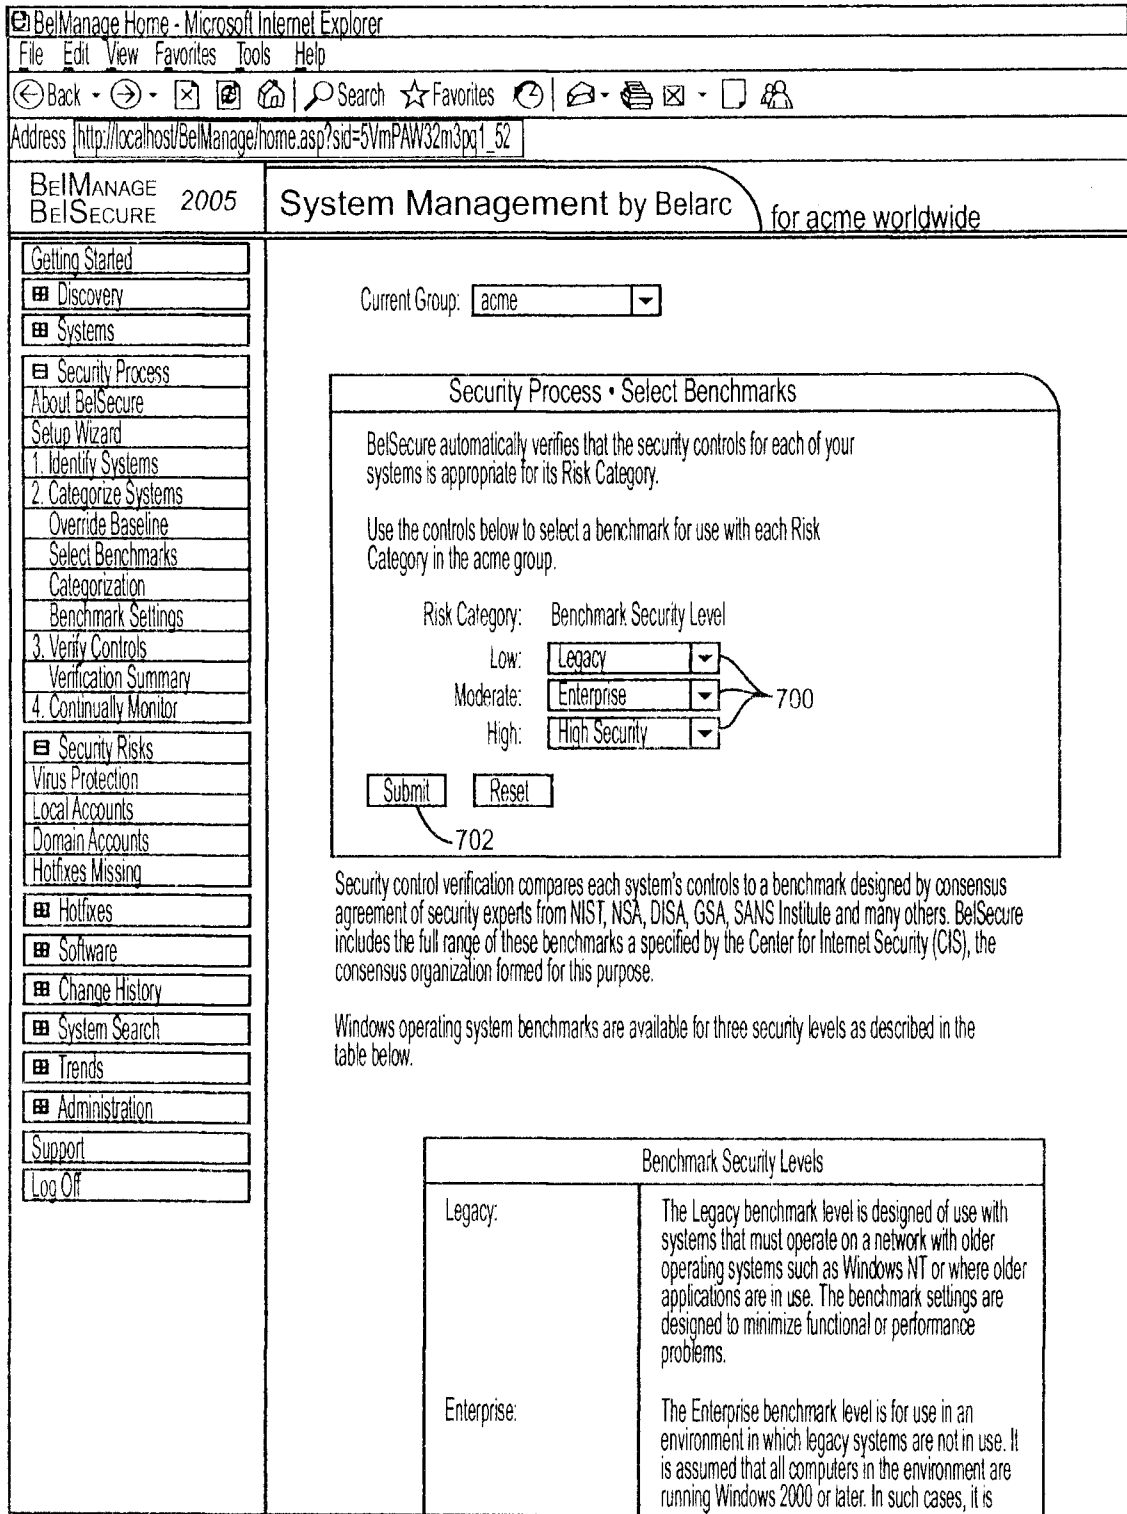 BelManage Home - Microsoft Internet Explorer
File Edit View Favorites Tools Help
Back Search Favorites
Address http://localhost/BelManage/home.asp?sid=5VmPAW32m3pq1_52
BELMANAGE
BELSECURE 2005
System Management by Belarc for acme worldwide
Getting Started
Discovery
Systems
Security Process
About BelSecure
Setup Wizard
1. Identify Systems
2. Categorize Systems
Override Baseline
Select Benchmarks
Categorization
Benchmark Settings
3. Verify Controls
Verification Summary
4. Continually Monitor
Security Risks
Virus Protection
Local Accounts
Domain Accounts
Hotfixes Missing
Hotfixes
Software
Change History
System Search
Trends
Administration
Support
Log Off
Current Group: acme
Security Process • Select Benchmarks
BelSecure automatically verifies that the security controls for each of your
systems is appropriate for its Risk Category.
Use the controls below to select a benchmark for use with each Risk
Category in the acme group.
Risk Category: Benchmark Security Level
Low: Legacy
Moderate: Enterprise
700
High: High Security
Submit Reset
702
Security control verification compares each system's controls to a benchmark designed by consensus
agreement of security experts from NIST, NSA, DISA, GSA, SANS Institute and many others. BelSecure
includes the full range of these benchmarks a specified by the Center for Internet Security (CIS), the
consensus organization formed for this purpose.
Windows operating system benchmarks are available for three security levels as described in the
table below.
Benchmark Security Levels
Legacy:
The Legacy benchmark level is designed of use with
systems that must operate on a network with older
operating systems such as Windows NT or where older
applications are in use. The benchmark settings are
designed to minimize functional or performance
problems.
Enterprise:
The Enterprise benchmark level is for use in an
environment in which legacy systems are not in use. It
is assumed that all computers in the environment are
running Windows 2000 or later. In such cases, it is